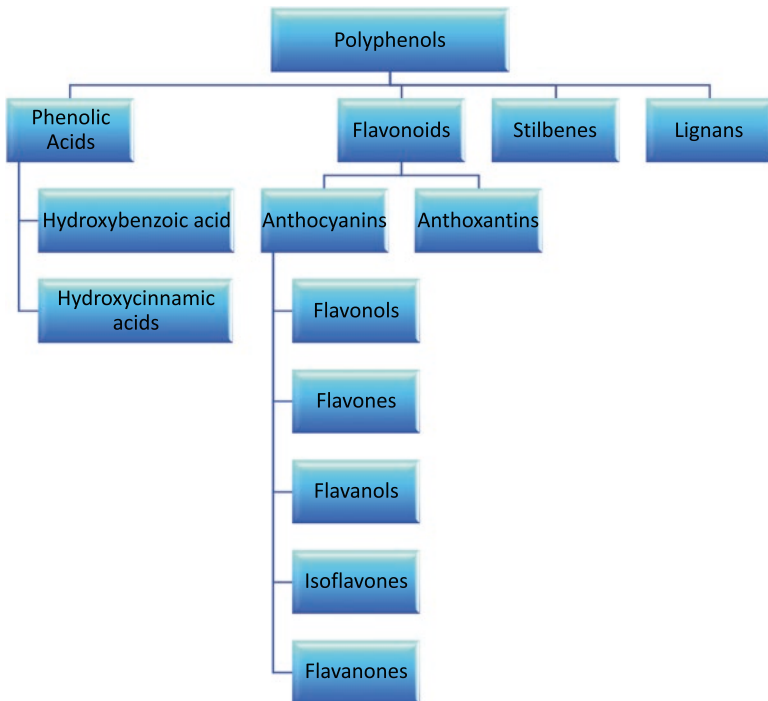 Polyphenols
Phenolic
Acids
Flavonoids
Stilbenes
Lignans
Hydroxybenzoic acid
Anthocyanins
Anthoxantins
Hydroxycinnamic
acids
Flavonols
Flavones
Flavanols
Isoflavones
Flavanones